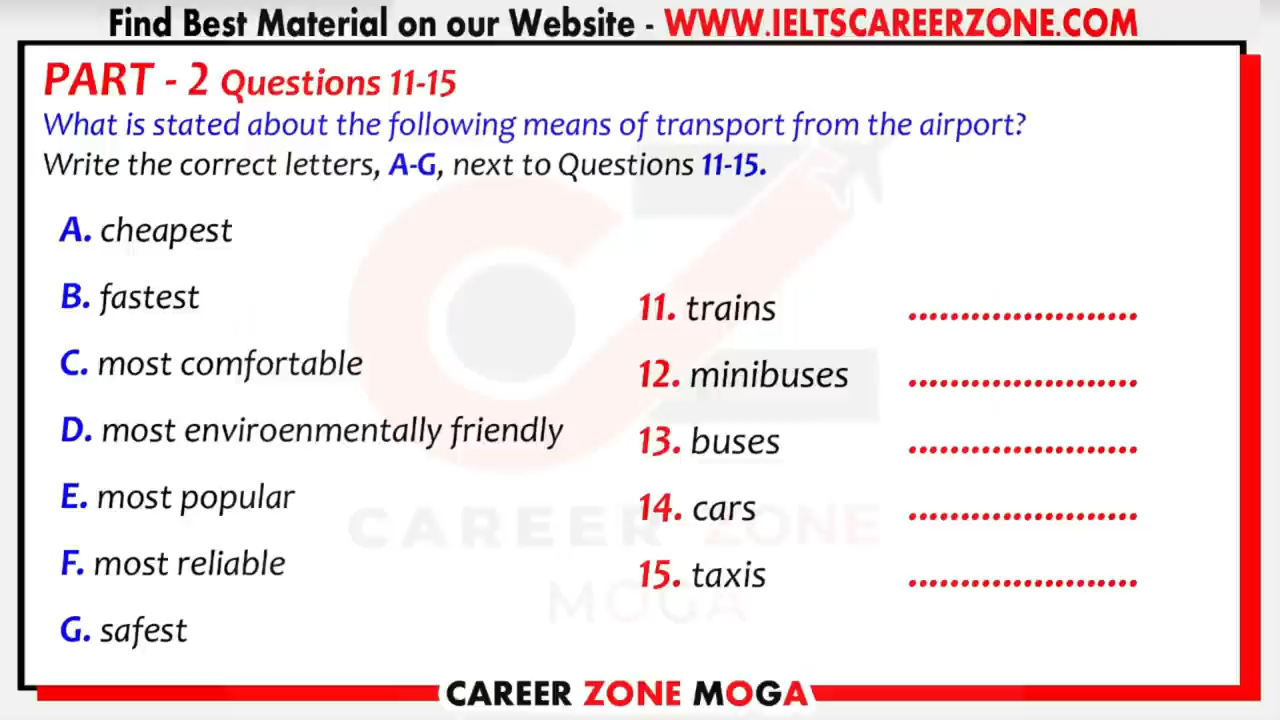 Find Best Material on our Website - WWW.IELTSCAREERZONE.COM
PART - 2 Questions 11-15
What is stated about the following means of transport from the airport?
Write the correct letters, A-G, next to Questions 11-15.
A. cheapest
B. fastest
C. most comfortable
D. most enviroenmentally friendly
E. most popular
F. most reliable
G. safest
11. trains ......................
12. minibuses ......................
13. buses ......................
14. cars ......................
15. taxis ......................
CAREER ZONE
MOGA
CAREER ZONE MOGA